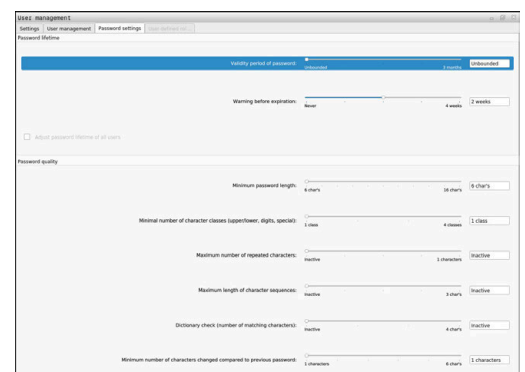 User management
Settings User management Password settings User defined ce...
Password lifetime
Validity period of password: Unbounded 3 months Unbounded
Warning before expiration: Never 4 weeks 2 weeks
Adjust password lifetime of all users
Password quality
Minimum password length: 6 char's 16 char's 6 char's
Minimal number of character classes (upper/lower, digits, special): 1 class 4 classes 1 class
Maximum number of repeated characters: Inactive 1 characters Inactive
Maximum length of character sequences: Inactive 3 char's Inactive
Dictionary check (number of matching characters): Inactive 4 char's Inactive
Minimum number of characters changed compared to previous password: 1 characters 6 char's 1 characters